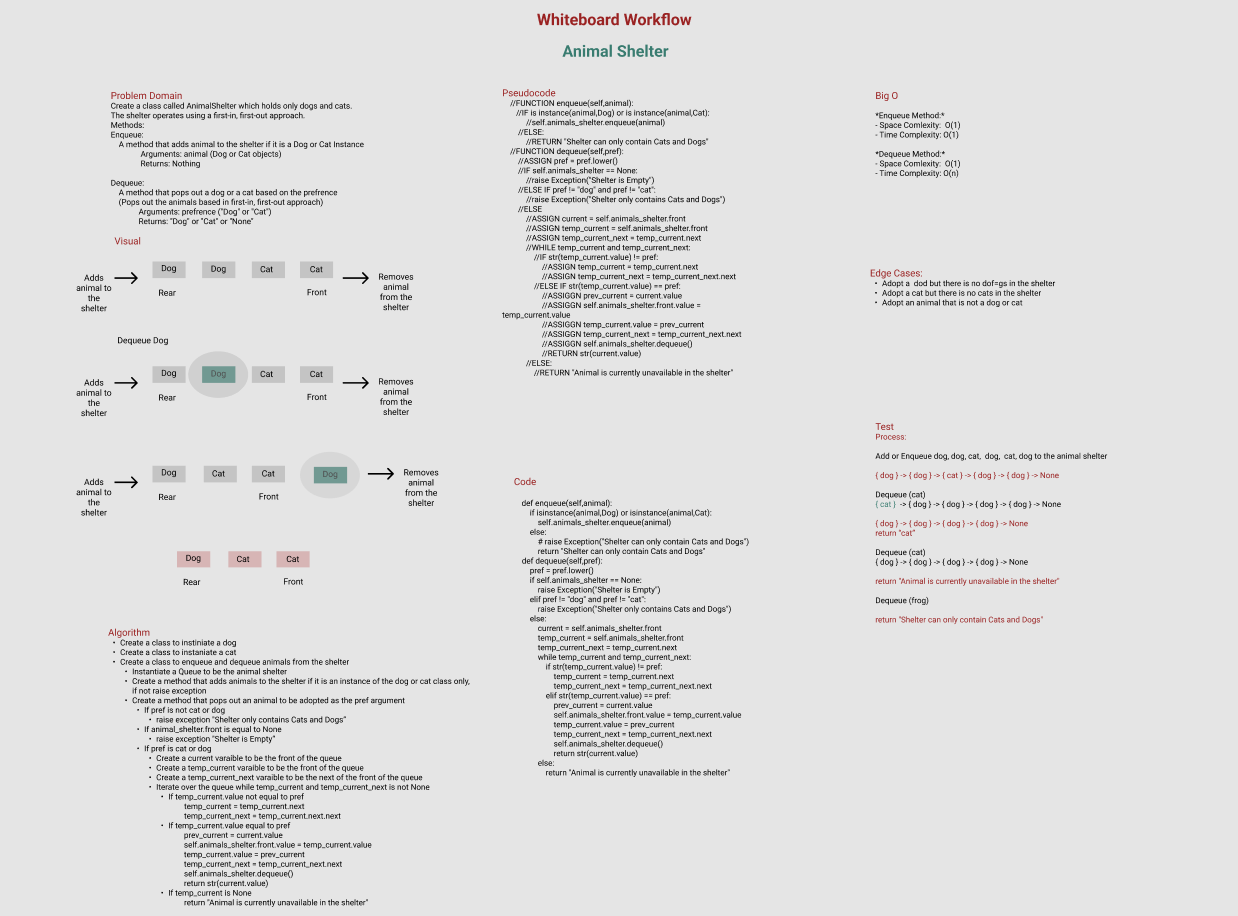 Whiteboard Workflow
Animal Shelter
Problem Domain
Create a class called AnimalShelter which holds only dogs and cats.
The shelter operates using a first-in, first-out approach.
Methods:
Enqueue:
A method that adds animal to the shelter if it is a Dog or Cat Instance
Arguments: animal (Dog or Cat objects)
Returns: Nothing
Dequeue:
A method that pops out a dog or a cat based on the prefrence
(Pops out the animals based in first-in, first-out approach)
Arguments: prefrence ("Dog" or "Cat")
Returns: "Dog" or "Cat" or "None"
Visual
Adds
animal to
the
shelter
Dog
Dog
Cat
Cat
Rear
Front
Removes
animal
from the
shelter
Dequeue Dog
Adds
animal to
the
shelter
Dog
Dog
Cat
Cat
Rear
Front
Removes
animal
from the
shelter
Adds
animal to
the
shelter
Dog
Cat
Cat
Dog
Rear
Front
Removes
animal
from the
shelter
Dog
Cat
Cat
Rear
Front
Algorithm
• Create a class to instiniate a dog
• Create a class to instaniate a cat
• Create a class to enqueue and dequeue animals from the shelter
• Instantiate a Queue to be the animal shelter
• Create a method that adds animals to the shelter if it is an instance of the dog or cat class only,
if not raise exception
• Create a method that pops out an animal to be adopted as the pref argument
• If pref is not cat or dog
• raise exception "Shelter only contains Cats and Dogs"
• If animal_shelter.front is equal to None
• raise exception "Shelter is Empty"
• If pref is cat or dog
• Create a current varaible to be the front of the queue
• Create a temp_current varaible to be the front of the queue
• Create a temp_current_next varaible to be the next of the front of the queue
• Iterate over the queue while temp_current and temp_current_next is not None
• If temp_current.value not equal to pref
temp_current = temp_current.next
temp_current_next = temp_current.next.next
• If temp_current.value equal to pref
prev_current = current.value
self.animals_shelter.front.value = temp_current.value
temp_current.value = prev_current
temp_current_next = temp_current_next.next
self.animals_shelter.dequeue()
return str(current.value)
• If temp_current is None
return "Animal is currently unavailable in the shelter"
Pseudocode
//FUNCTION enqueue(self,animal):
//IF is instance(animal,Dog) or is instance(animal,Cat):
//self.animals_shelter.enqueue(animal)
//ELSE:
//RETURN "Shelter can only contain Cats and Dogs"
//FUNCTION dequeue(self,pref):
//ASSIGN pref = pref.lower()
//IF self.animals_shelter == None:
//raise Exception("Shelter is Empty")
//ELSE IF pref != "dog" and pref != "cat":
//raise Exception("Shelter only contains Cats and Dogs")
//ELSE
//ASSIGN current = self.animals_shelter.front
//ASSIGN temp_current = self.animals_shelter.front
//ASSIGN temp_current_next = temp_current.next
//WHILE temp_current and temp_current_next:
//IF str(temp_current.value) != pref:
//ASSIGN temp_current = temp_current.next
//ASSIGN temp_current_next = temp_current_next.next
//ELSE IF str(temp_current.value) == pref:
//ASSIGGN prev_current = current.value
//ASSIGGN self.animals_shelter.front.value =
temp_current.value
//ASSIGGN temp_current.value = prev_current
//ASSIGGN temp_current_next = temp_current_next.next
//ASSIGGN self.animals_shelter.dequeue()
//RETURN str(current.value)
//ELSE:
//RETURN "Animal is currently unavailable in the shelter"
Code
def enqueue(self,animal):
if isinstance(animal,Dog) or isinstance(animal,Cat):
self.animals_shelter.enqueue(animal)
else:
# raise Exception("Shelter can only contain Cats and Dogs")
return "Shelter can only contain Cats and Dogs"
def dequeue(self,pref):
pref = pref.lower()
if self.animals_shelter == None:
raise Exception("Shelter is Empty")
elif pref != "dog" and pref != "cat":
raise Exception("Shelter only contains Cats and Dogs")
else:
current = self.animals_shelter.front
temp_current = self.animals_shelter.front
temp_current_next = temp_current.next
while temp_current and temp_current_next:
if str(temp_current.value) != pref:
temp_current = temp_current.next
temp_current_next = temp_current_next.next
elif str(temp_current.value) == pref:
prev_current = current.value
self.animals_shelter.front.value = temp_current.value
temp_current.value = prev_current
temp_current_next = temp_current_next.next
self.animals_shelter.dequeue()
return str(current.value)
else:
return "Animal is currently unavailable in the shelter"
Big O
*Enqueue Method:*
- Space Comlexity: O(1)
- Time Complexity: O(1)
*Dequeue Method:*
- Space Comlexity: O(1)
- Time Comlexity: O(n)
Edge Cases:
• Adopt a dod but there is no dof=gs in the shelter
• Adopt a cat but there is no cats in the shelter
• Adopt an animal that is not a dog or cat
Test
Process:
Add or Enqueue dog, dog, cat, dog, cat, dog to the animal shelter
{ dog } -> { dog } -> { cat } -> { dog } -> { dog } -> None
Dequeue (cat)
{ cat } -> { dog } -> { dog } -> { dog } -> { dog } -> None
{ dog } -> { dog } -> { dog } -> { dog } -> None
return "cat"
Dequeue (cat)
{ dog } -> { dog } -> { dog } -> { dog } -> None
return "Animal is currently unavailable in the shelter"
Dequeue (frog)
return "Shelter can only contain Cats and Dogs"